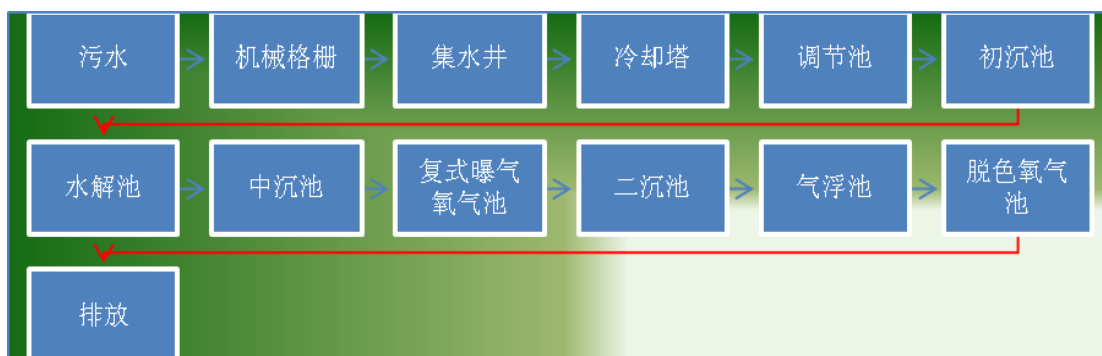 污水
机械格栅
集水井
冷却塔
调节池
初沉池
水解池
中沉池
复式曝气
氧气池
二沉池
气浮池
脱色氧气
池
排放